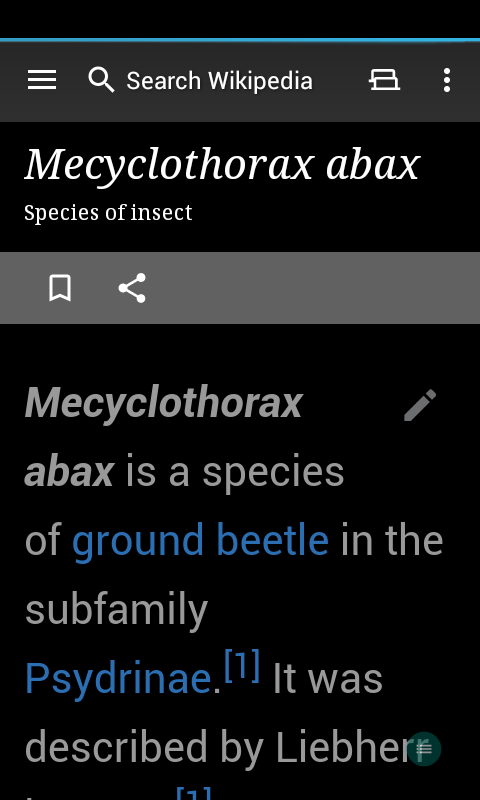 Search Wikipedia
Mecyclothorax abax
Species of insect
Mecyclothorax
abax is a species
of ground beetle in the
subfamily
Psydrinae.[1] It was
described by Liebherr
[1]